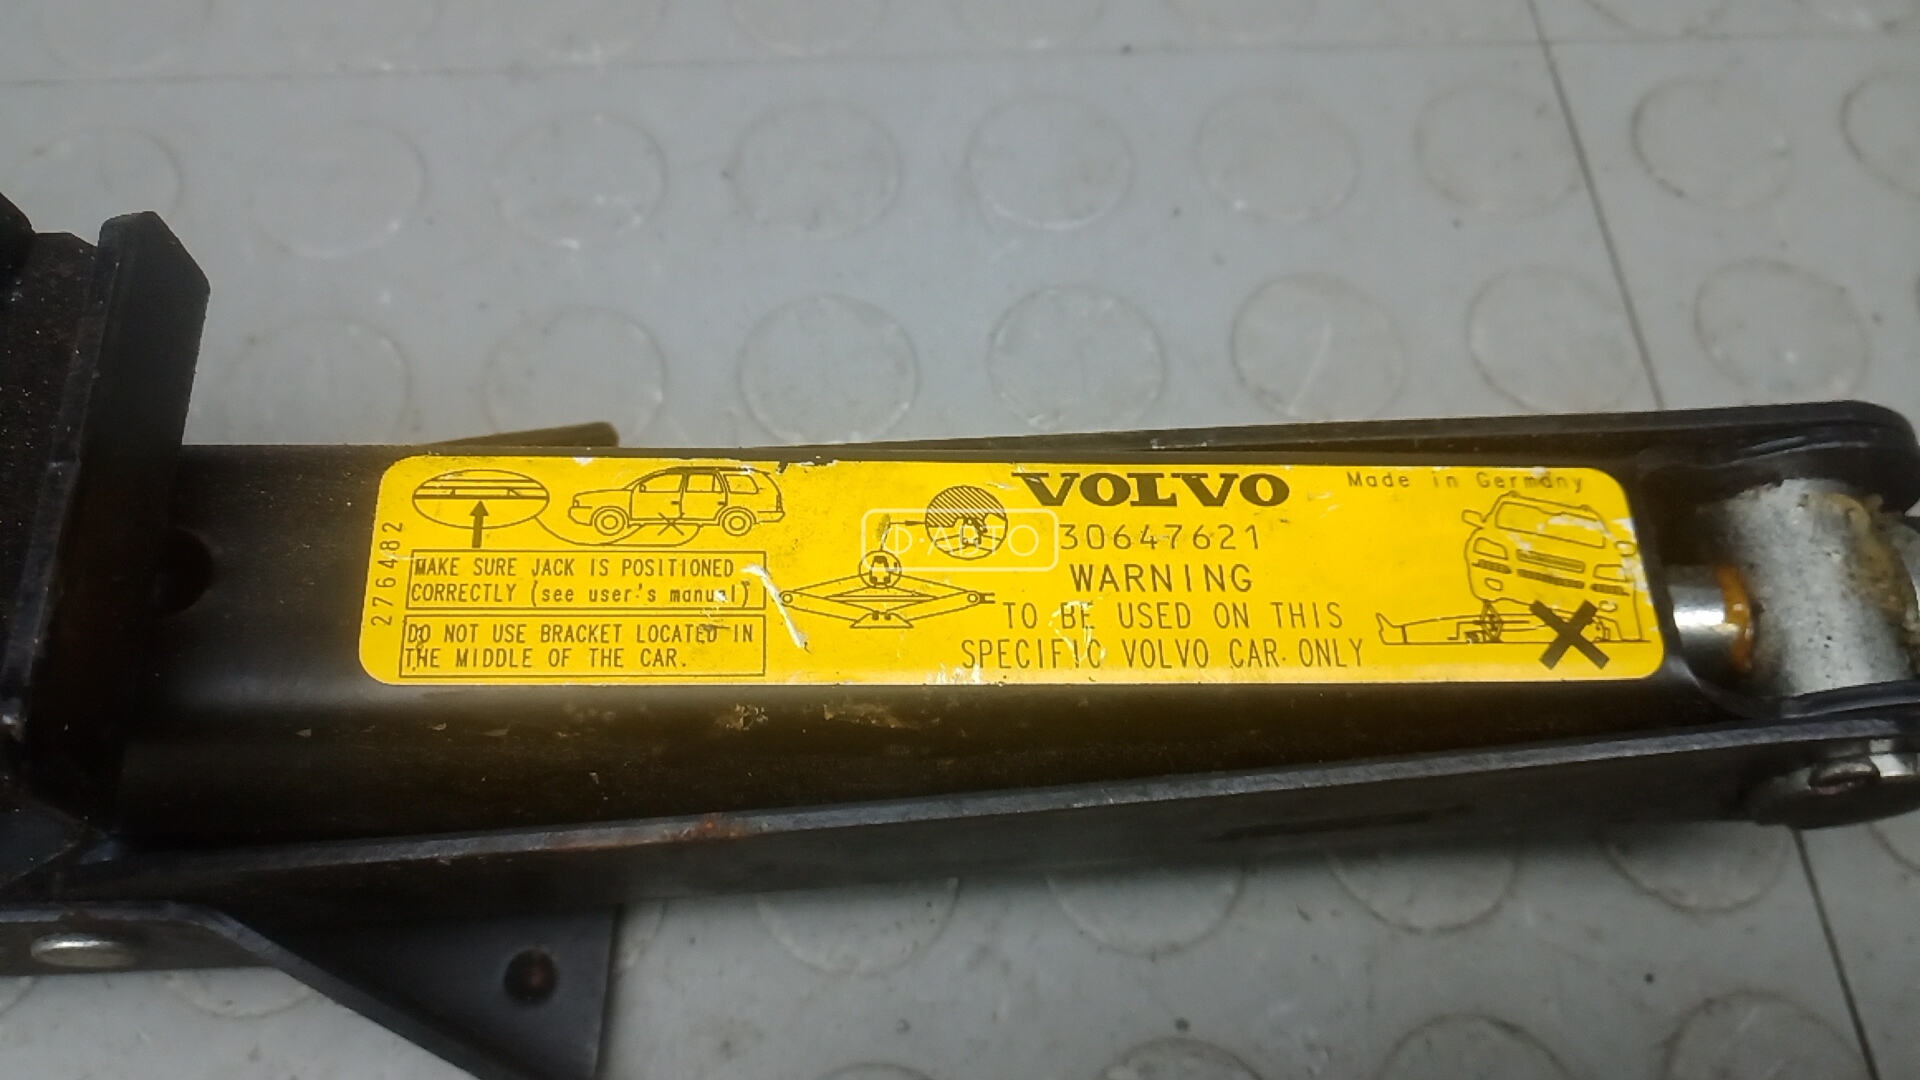 276482
MAKE SURE JACK IS POSITIONED
CORRECTLY (see user's manual)
DO NOT USE BRACKET LOCATED IN
THE MIDDLE OF THE CAR.
VOLVO
Made in Germany
30647621
D·АВТО
WARNING
TO BE USED ON THIS
SPECIFIC VOLVO CAR ONLY